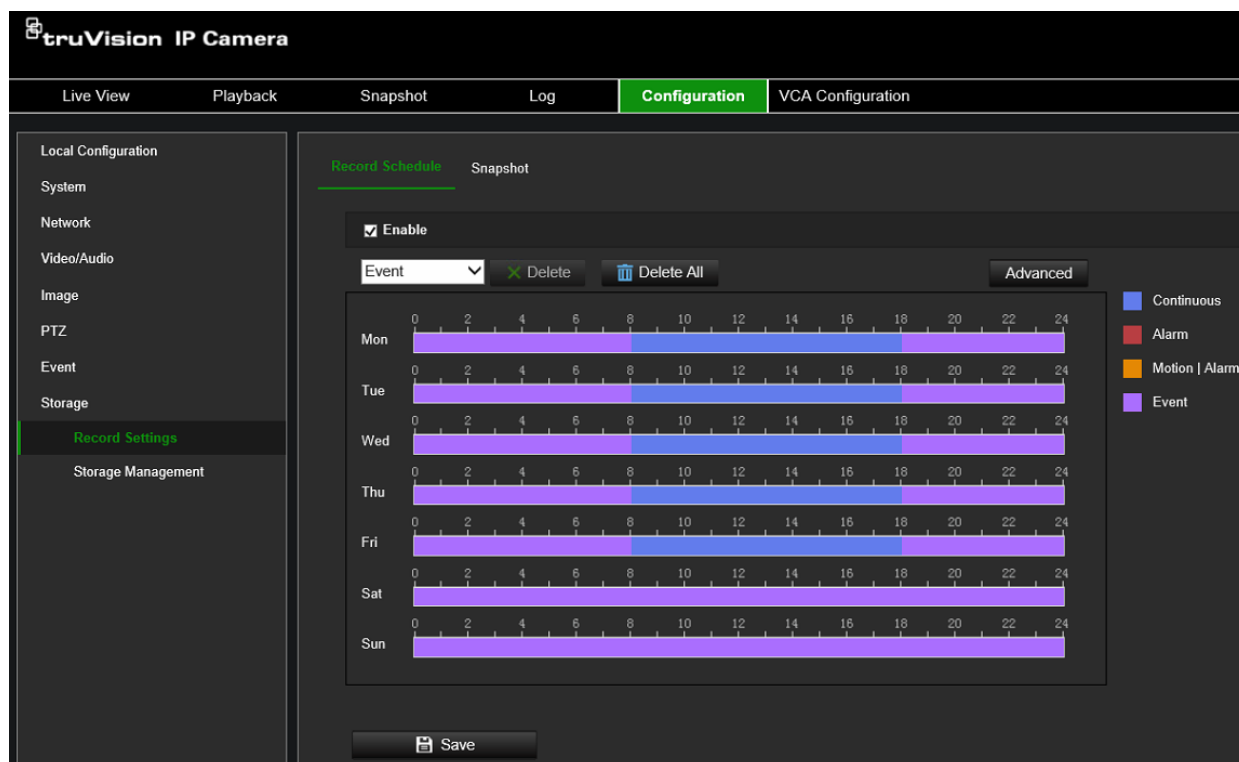 truVision IP Camera
Live View Playback Snapshot Log Configuration VCA Configuration
Local Configuration
System
Network
Video/Audio
Image
PTZ
Event
Storage
Record Settings
Storage Management
Record Schedule Snapshot
Enable
Event Delete Delete All Advanced
0 2 4 6 8 10 12 14 16 18 20 22 24
Mon
0 2 4 6 8 10 12 14 16 18 20 22 24
Tue
0 2 4 6 8 10 12 14 16 18 20 22 24
Wed
0 2 4 6 8 10 12 14 16 18 20 22 24
Thu
0 2 4 6 8 10 12 14 16 18 20 22 24
Fri
0 2 4 6 8 10 12 14 16 18 20 22 24
Sat
0 2 4 6 8 10 12 14 16 18 20 22 24
Sun
Continuous
Alarm
Motion | Alarm
Event
Save